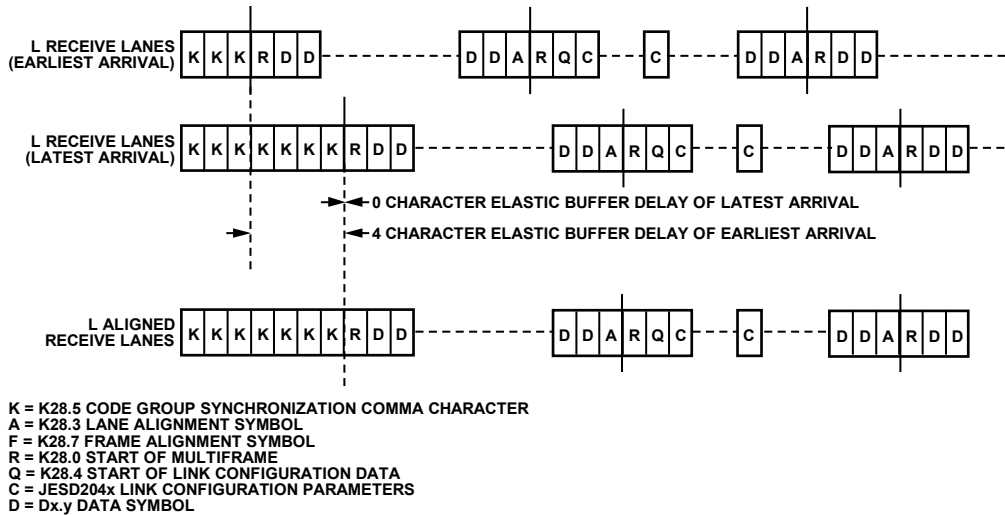 L RECEIVE LANES
(EARLIEST ARRIVAL)
K K K R D D
D D A R Q C
C
D D A R D D
L RECEIVE LANES
(LATEST ARRIVAL)
K K K K K K K R D D
D D A R Q C
C
D D A R D D
0 CHARACTER ELASTIC BUFFER DELAY OF LATEST ARRIVAL
4 CHARACTER ELASTIC BUFFER DELAY OF EARLIEST ARRIVAL
L ALIGNED
RECEIVE LANES
K K K K K K K R D D
D D A R Q C
C
D D A R D D
K = K28.5 CODE GROUP SYNCHRONIZATION COMMA CHARACTER
A = K28.3 LANE ALIGNMENT SYMBOL
F = K28.7 FRAME ALIGNMENT SYMBOL
R = K28.0 START OF MULTIFRAME
Q = K28.4 START OF LINK CONFIGURATION DATA
C = JESD204x LINK CONFIGURATION PARAMETERS
D = Dx.y DATA SYMBOL